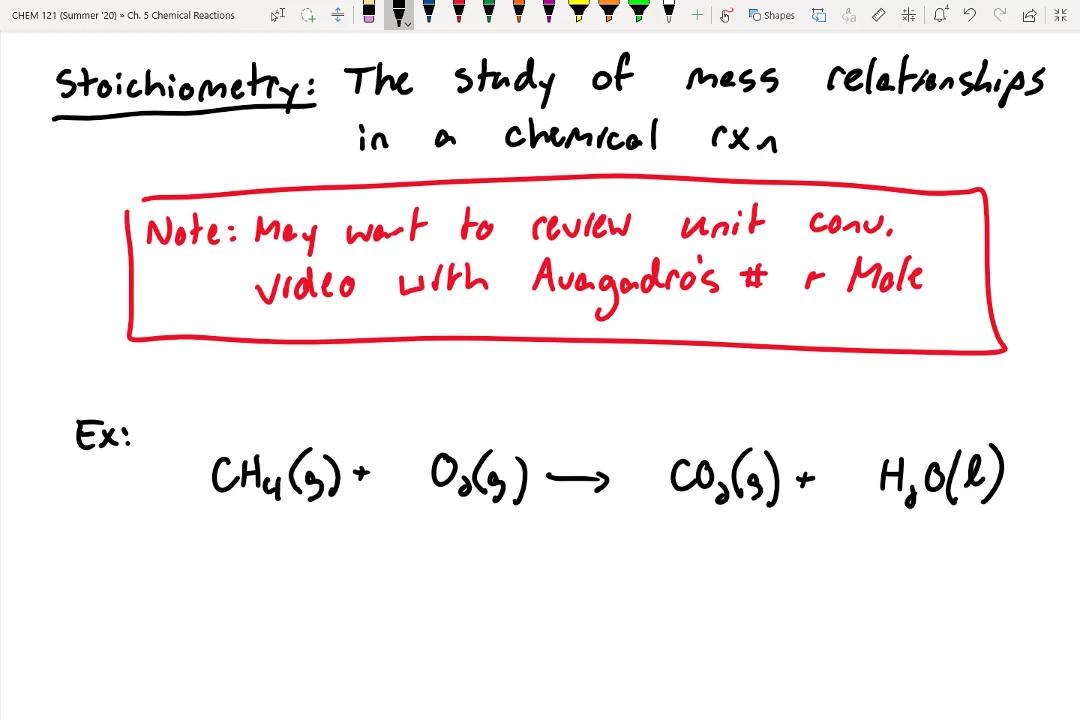 CHEM 121 (Summer '20) » Ch. 5 Chemical Reactions
Shapes
Stoichiometry: The study of mass relationships
in a chemical rxn
Note: May want to review unit conv.
video with Avagadro's # + Mole
Ex:
CH₄(g) + O₂(g) → CO₂(g) + H₂O(l)